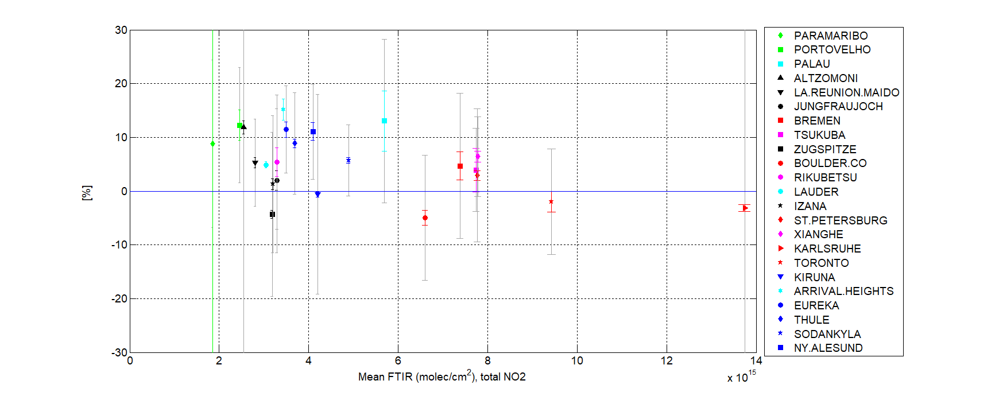 30
20
10
0
-10
-20
-30
[%]
0 2 4 6 8 10 12 14
Mean FTIR (molec/cm2), total NO2
x 10^15
PARAMARIBO
PORTOVELHO
PALAU
ALTZOMONI
LA.REUNION.MAIDO
JUNGFRAUJOCH
BREMEN
TSUKUBA
ZUGSPITZE
BOULDER.CO
RIKUBETSU
LAUDER
IZANA
ST.PETERSBURG
XIANGHE
KARLSRUHE
TORONTO
KIRUNA
ARRIVAL.HEIGHTS
EUREKA
THULE
SODANKYLA
NY.ALESUND